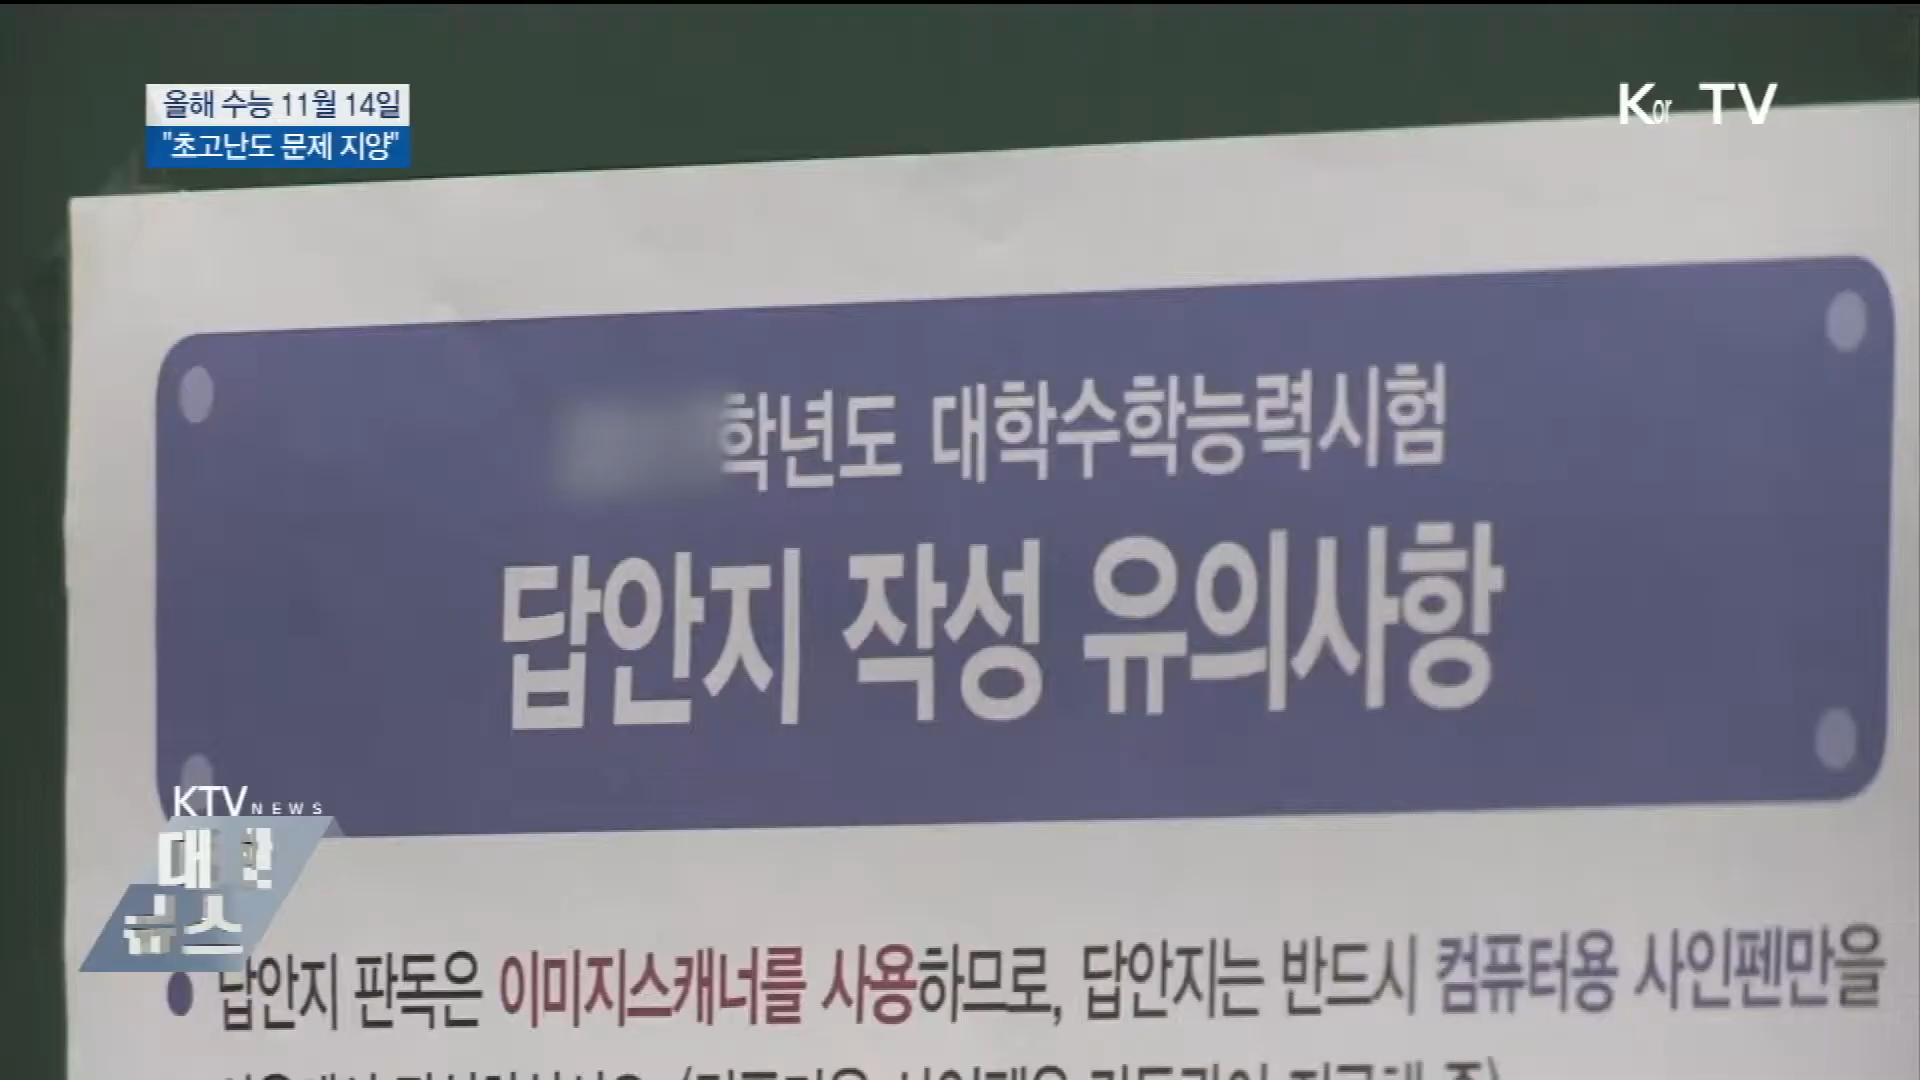 올해 수능 11월 14일
"초고난도 문제 지양"
Kor TV
학년도 대학수학능력시험
답안지 작성 유의사항
KTV NEWS
대한
뉴스
답안지 판독은 이미지스캐너를 사용하므로, 답안지는 반드시 컴퓨터용 사인펜만을